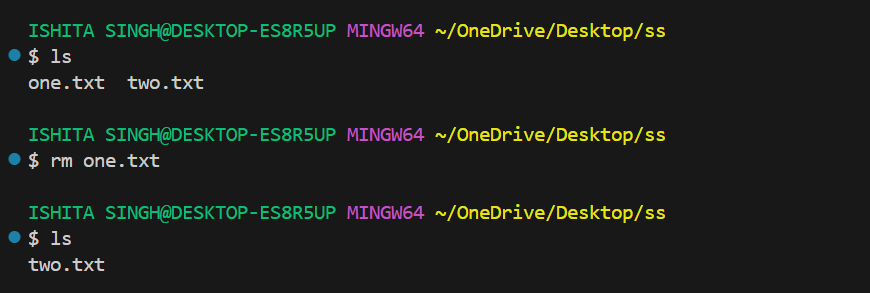 ISHITA SINGH@DESKTOP-ES8R5UP MINGW64 ~/OneDrive/Desktop/ss
$ ls
one.txt  two.txt
ISHITA SINGH@DESKTOP-ES8R5UP MINGW64 ~/OneDrive/Desktop/ss
$ rm one.txt
ISHITA SINGH@DESKTOP-ES8R5UP MINGW64 ~/OneDrive/Desktop/ss
$ ls
two.txt